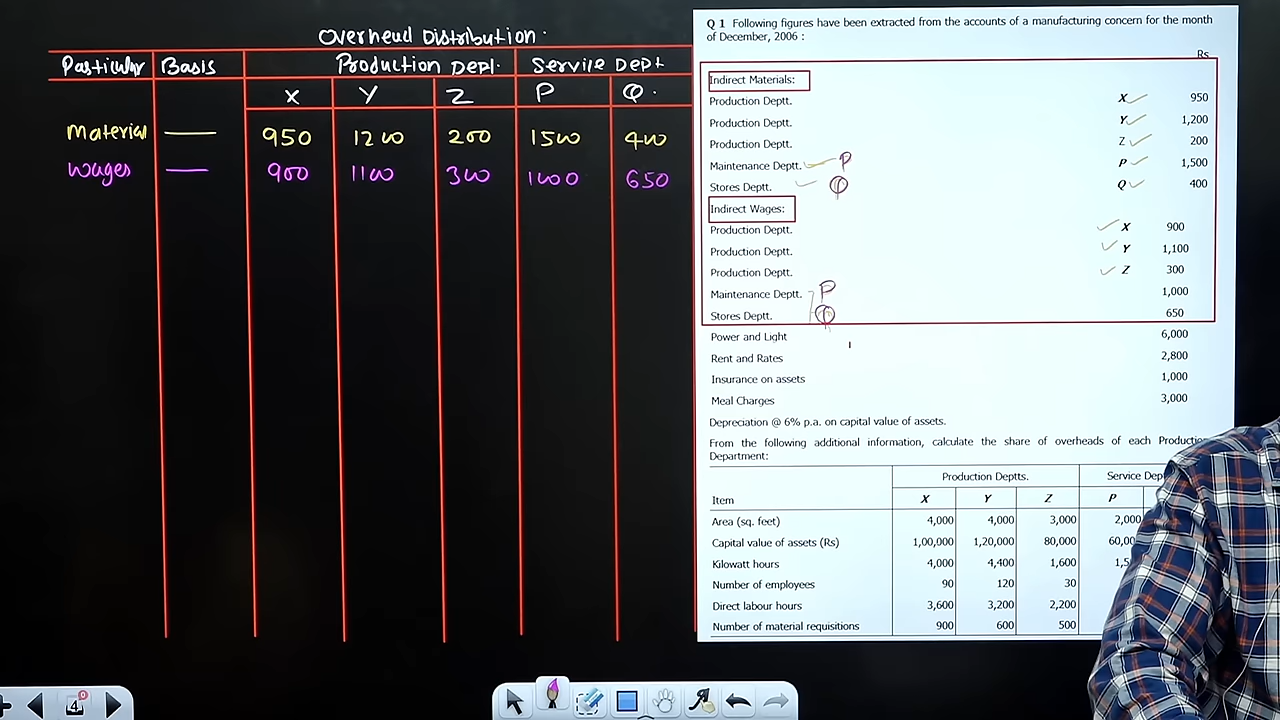 Overhead Distribution
Particular Basis Production Dept. Service Dept
X Y Z P Q
Material 950 1200 200 1500 400
Wages 900 1100 300 1000 650
Q 1 Following figures have been extracted from the accounts of a manufacturing concern for the month
of December, 2006 :
Rs
Indirect Materials:
Production Deptt. X 950
Production Deptt. Y 1,200
Production Deptt. Z 200
Maintenance Deptt. P P 1,500
Stores Deptt. Q Q 400
Indirect Wages:
Production Deptt. X 900
Production Deptt. Y 1,100
Production Deptt. Z 300
Maintenance Deptt. P 1,000
Stores Deptt. Q 650
Power and Light 6,000
Rent and Rates 2,800
Insurance on assets 1,000
Meal Charges 3,000
Depreciation @ 6% p.a. on capital value of assets.
From the following additional information, calculate the share of overheads of each
Department:
Production Deptts. Service
Item X Y Z P
Area (sq. feet) 4,000 4,000 3,000 2,000
Capital value of assets (Rs) 1,00,000 1,20,000 80,000
Kilowatt hours 4,000 4,400 1,600
Number of employees 90 120 30
Direct labour hours 3,600 3,200 2,200
Number of material requisitions 900 600 500
4 0